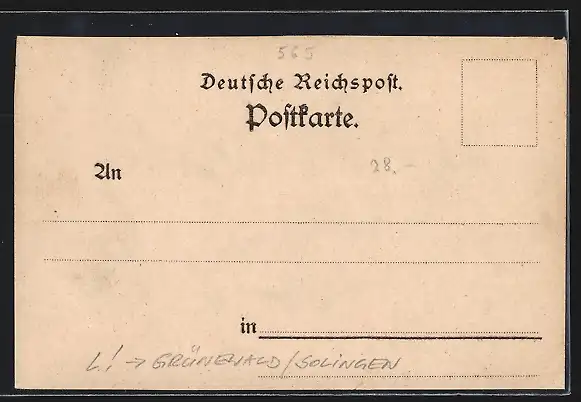 565
Deutsche Reichspost.
Postkarte.
28.-
An
in
L! → GRÜNEWALD/SOLINGEN